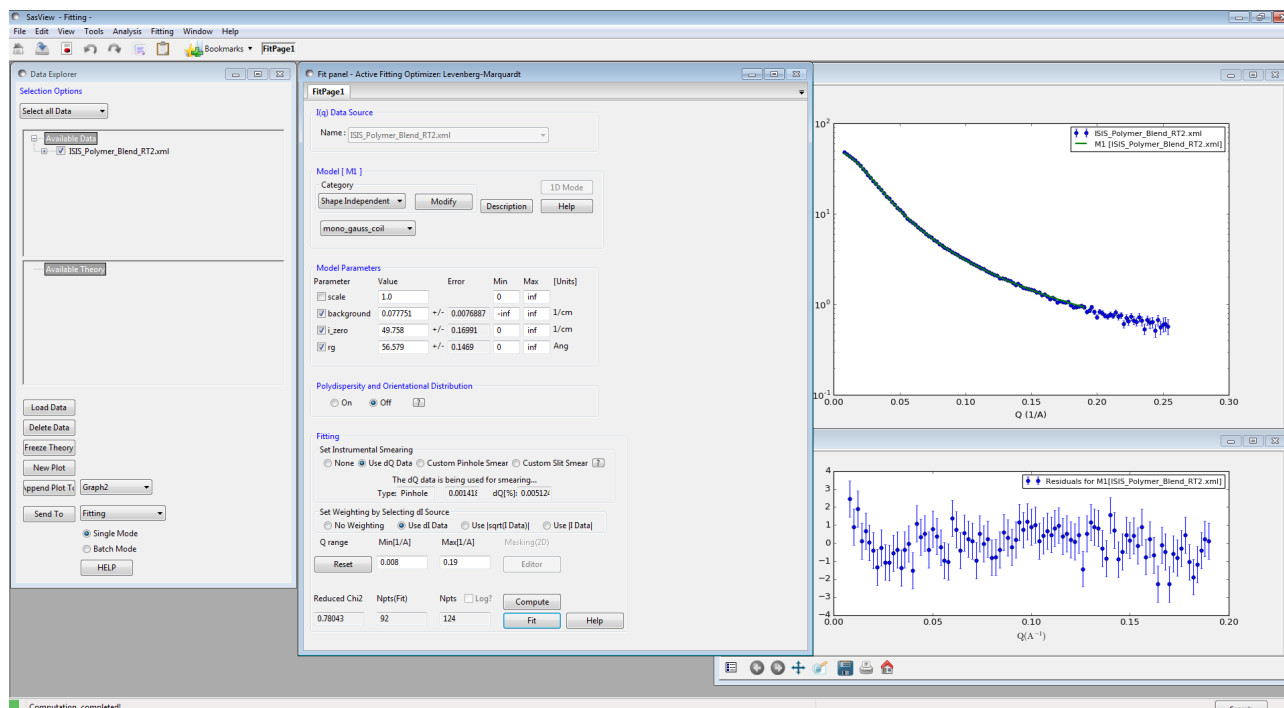 SasView - Fitting -
File Edit View Tools Analysis Fitting Window Help
Bookmarks FitPage1
Data Explorer
Selection Options
Select all Data
Available Data
ISIS_Polymer_Blend_RT2.xml
Available Theory
Load Data
Delete Data
Freeze Theory
New Plot
Append Plot To Graph2
Send To Fitting
Single Mode
Batch Mode
HELP
Fit panel - Active Fitting Optimizer: Levenberg-Marquardt
FitPage1
I(q) Data Source
Name : ISIS_Polymer_Blend_RT2.xml
Model [ M1 ]
Category
1D Mode
Shape Independent Modify Description Help
mono_gauss_coil
Model Parameters
Parameter Value Error Min Max [Units]
scale 1.0 0 inf
background 0.077751 +/- 0.0076887 -inf inf 1/cm
i_zero 49.758 +/- 0.16991 0 inf 1/cm
rg 56.579 +/- 0.1469 0 inf Ang
Polydispersity and Orientational Distribution
On Off ?
Fitting
Set Instrumental Smearing
None Use dQ Data Custom Pinhole Smear Custom Slit Smear ?
The dQ data is being used for smearing...
Type: Pinhole 0.001418 dQ[%]: 0.00512
Set Weighting by Selecting dI Source
No Weighting Use dI Data Use |sqrt(I Data)| Use |I Data|
Q range Min[1/A] Max[1/A] Masking(2D)
Reset 0.008 0.19 Editor
Reduced Chi2 Npts(Fit) Npts Log? Compute
0.78043 92 124 Fit Help
10^2
10^1
10^0
10^-1
ISIS_Polymer_Blend_RT2.xml
M1 [ISIS_Polymer_Blend_RT2.xml]
0.00 0.05 0.10 0.15 0.20 0.25 0.30
Q (1/A)
4
3
2
1
0
−1
−2
−3
−4
Residuals for M1[ISIS_Polymer_Blend_RT2.xml]
0.00 0.05 0.10 0.15 0.20
Q(A^−1)
Computation completed!